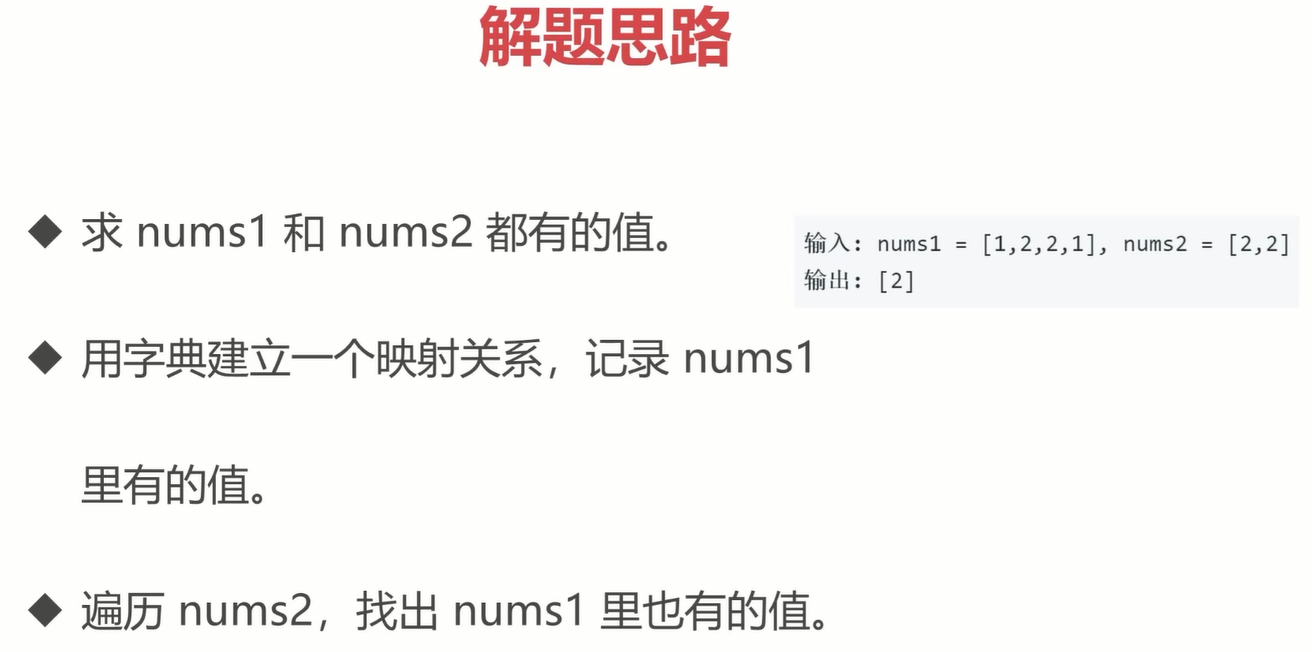 解题思路
◆ 求 nums1 和 nums2 都有的值。
输入: nums1 = [1,2,2,1], nums2 = [2,2]
输出: [2]
◆ 用字典建立一个映射关系，记录 nums1
里有的值。
◆ 遍历 nums2，找出 nums1 里也有的值。